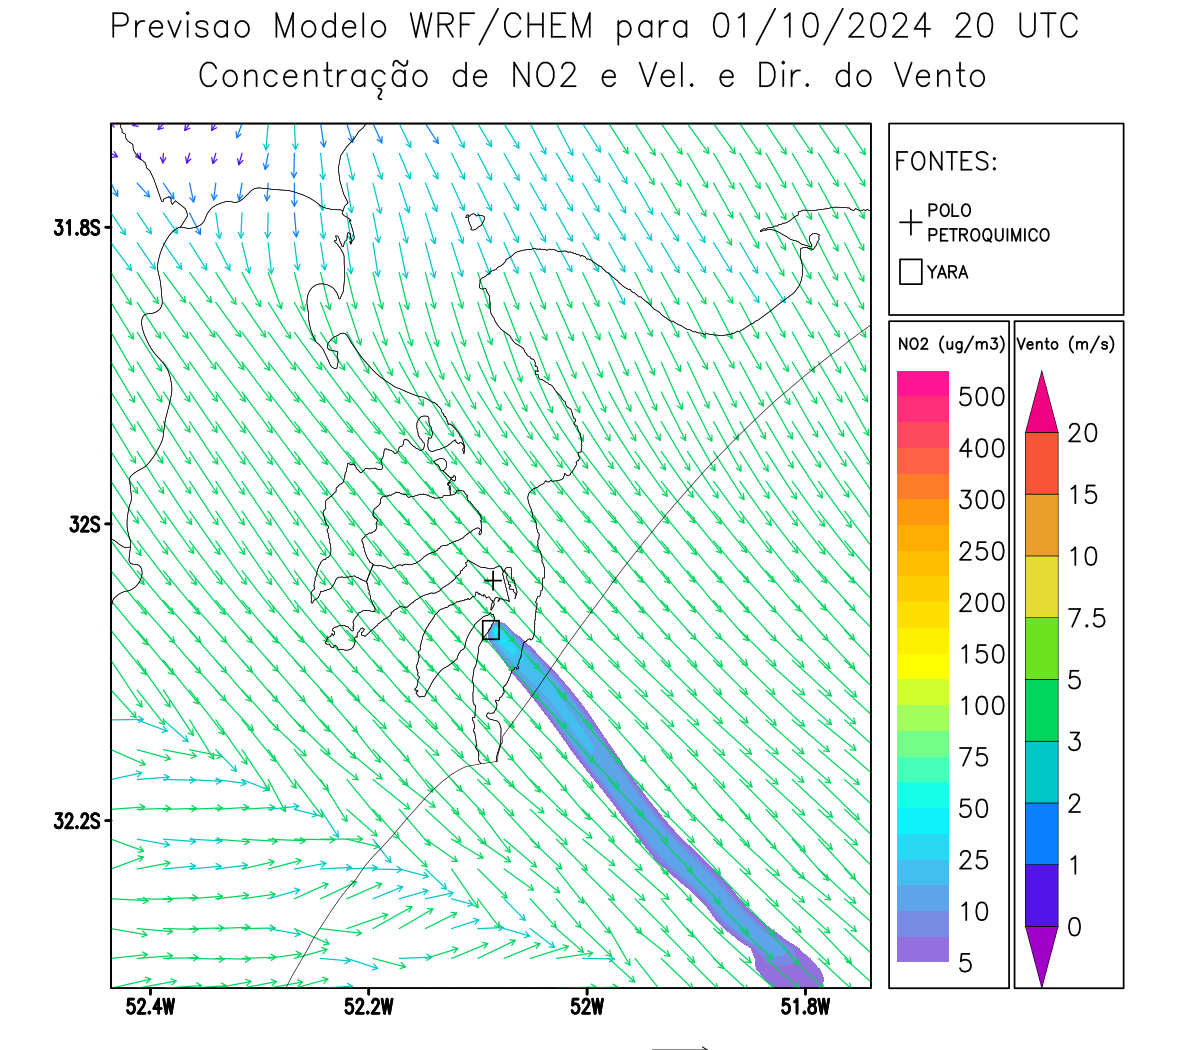 Previsao Modelo WRF/CHEM para 01/10/2024 20 UTC
Concentração de NO2 e Vel. e Dir. do Vento
FONTES:
POLO
PETROQUIMICO
YARA
NO2 (ug/m3)
500
400
300
250
200
150
100
75
50
25
10
5
Vento (m/s)
20
15
10
7.5
5
3
2
1
0
31.8S
32S
32.2S
52.4W
52.2W
52W
51.8W